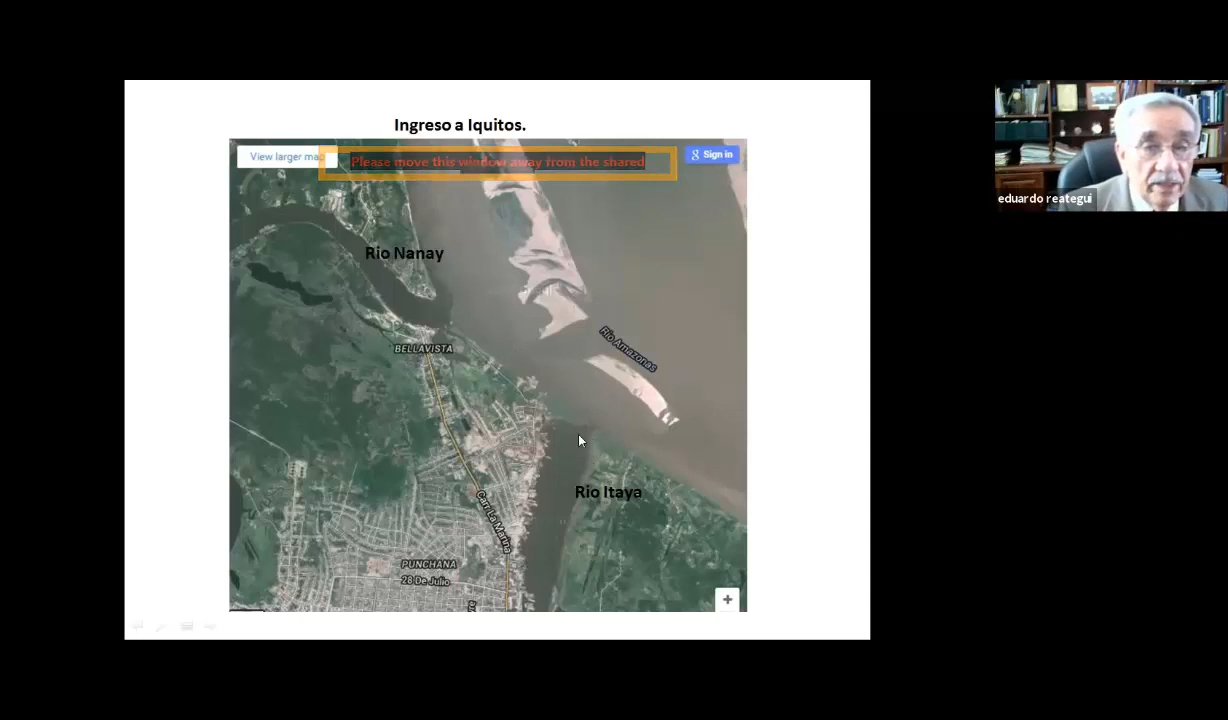 Ingreso a Iquitos.
View larger ma
Please move this window away from the shared
Sign in
Rio Nanay
Rio Amazonas
BELLAVISTA
Rio Itaya
Carr La Marina
PUNCHANA
28 De Julio
eduardo reategui